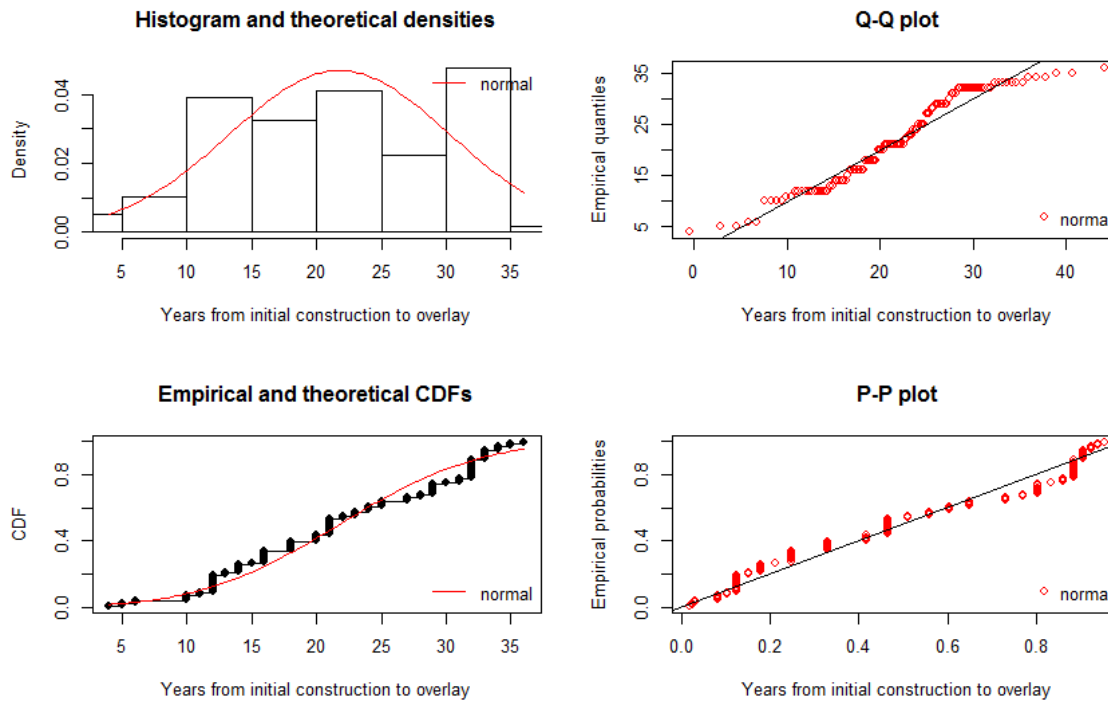 Histogram and theoretical densities
Density
0.00
0.02
0.04
normal
5 10 15 20 25 30 35
Years from initial construction to overlay
Q-Q plot
Empirical quantiles
5
15
25
35
normal
0 10 20 30 40
Years from initial construction to overlay
Empirical and theoretical CDFs
CDF
0.0
0.4
0.8
normal
5 10 15 20 25 30 35
Years from initial construction to overlay
P-P plot
Empirical probabilities
0.0
0.4
0.8
normal
0.0 0.2 0.4 0.6 0.8
Years from initial construction to overlay